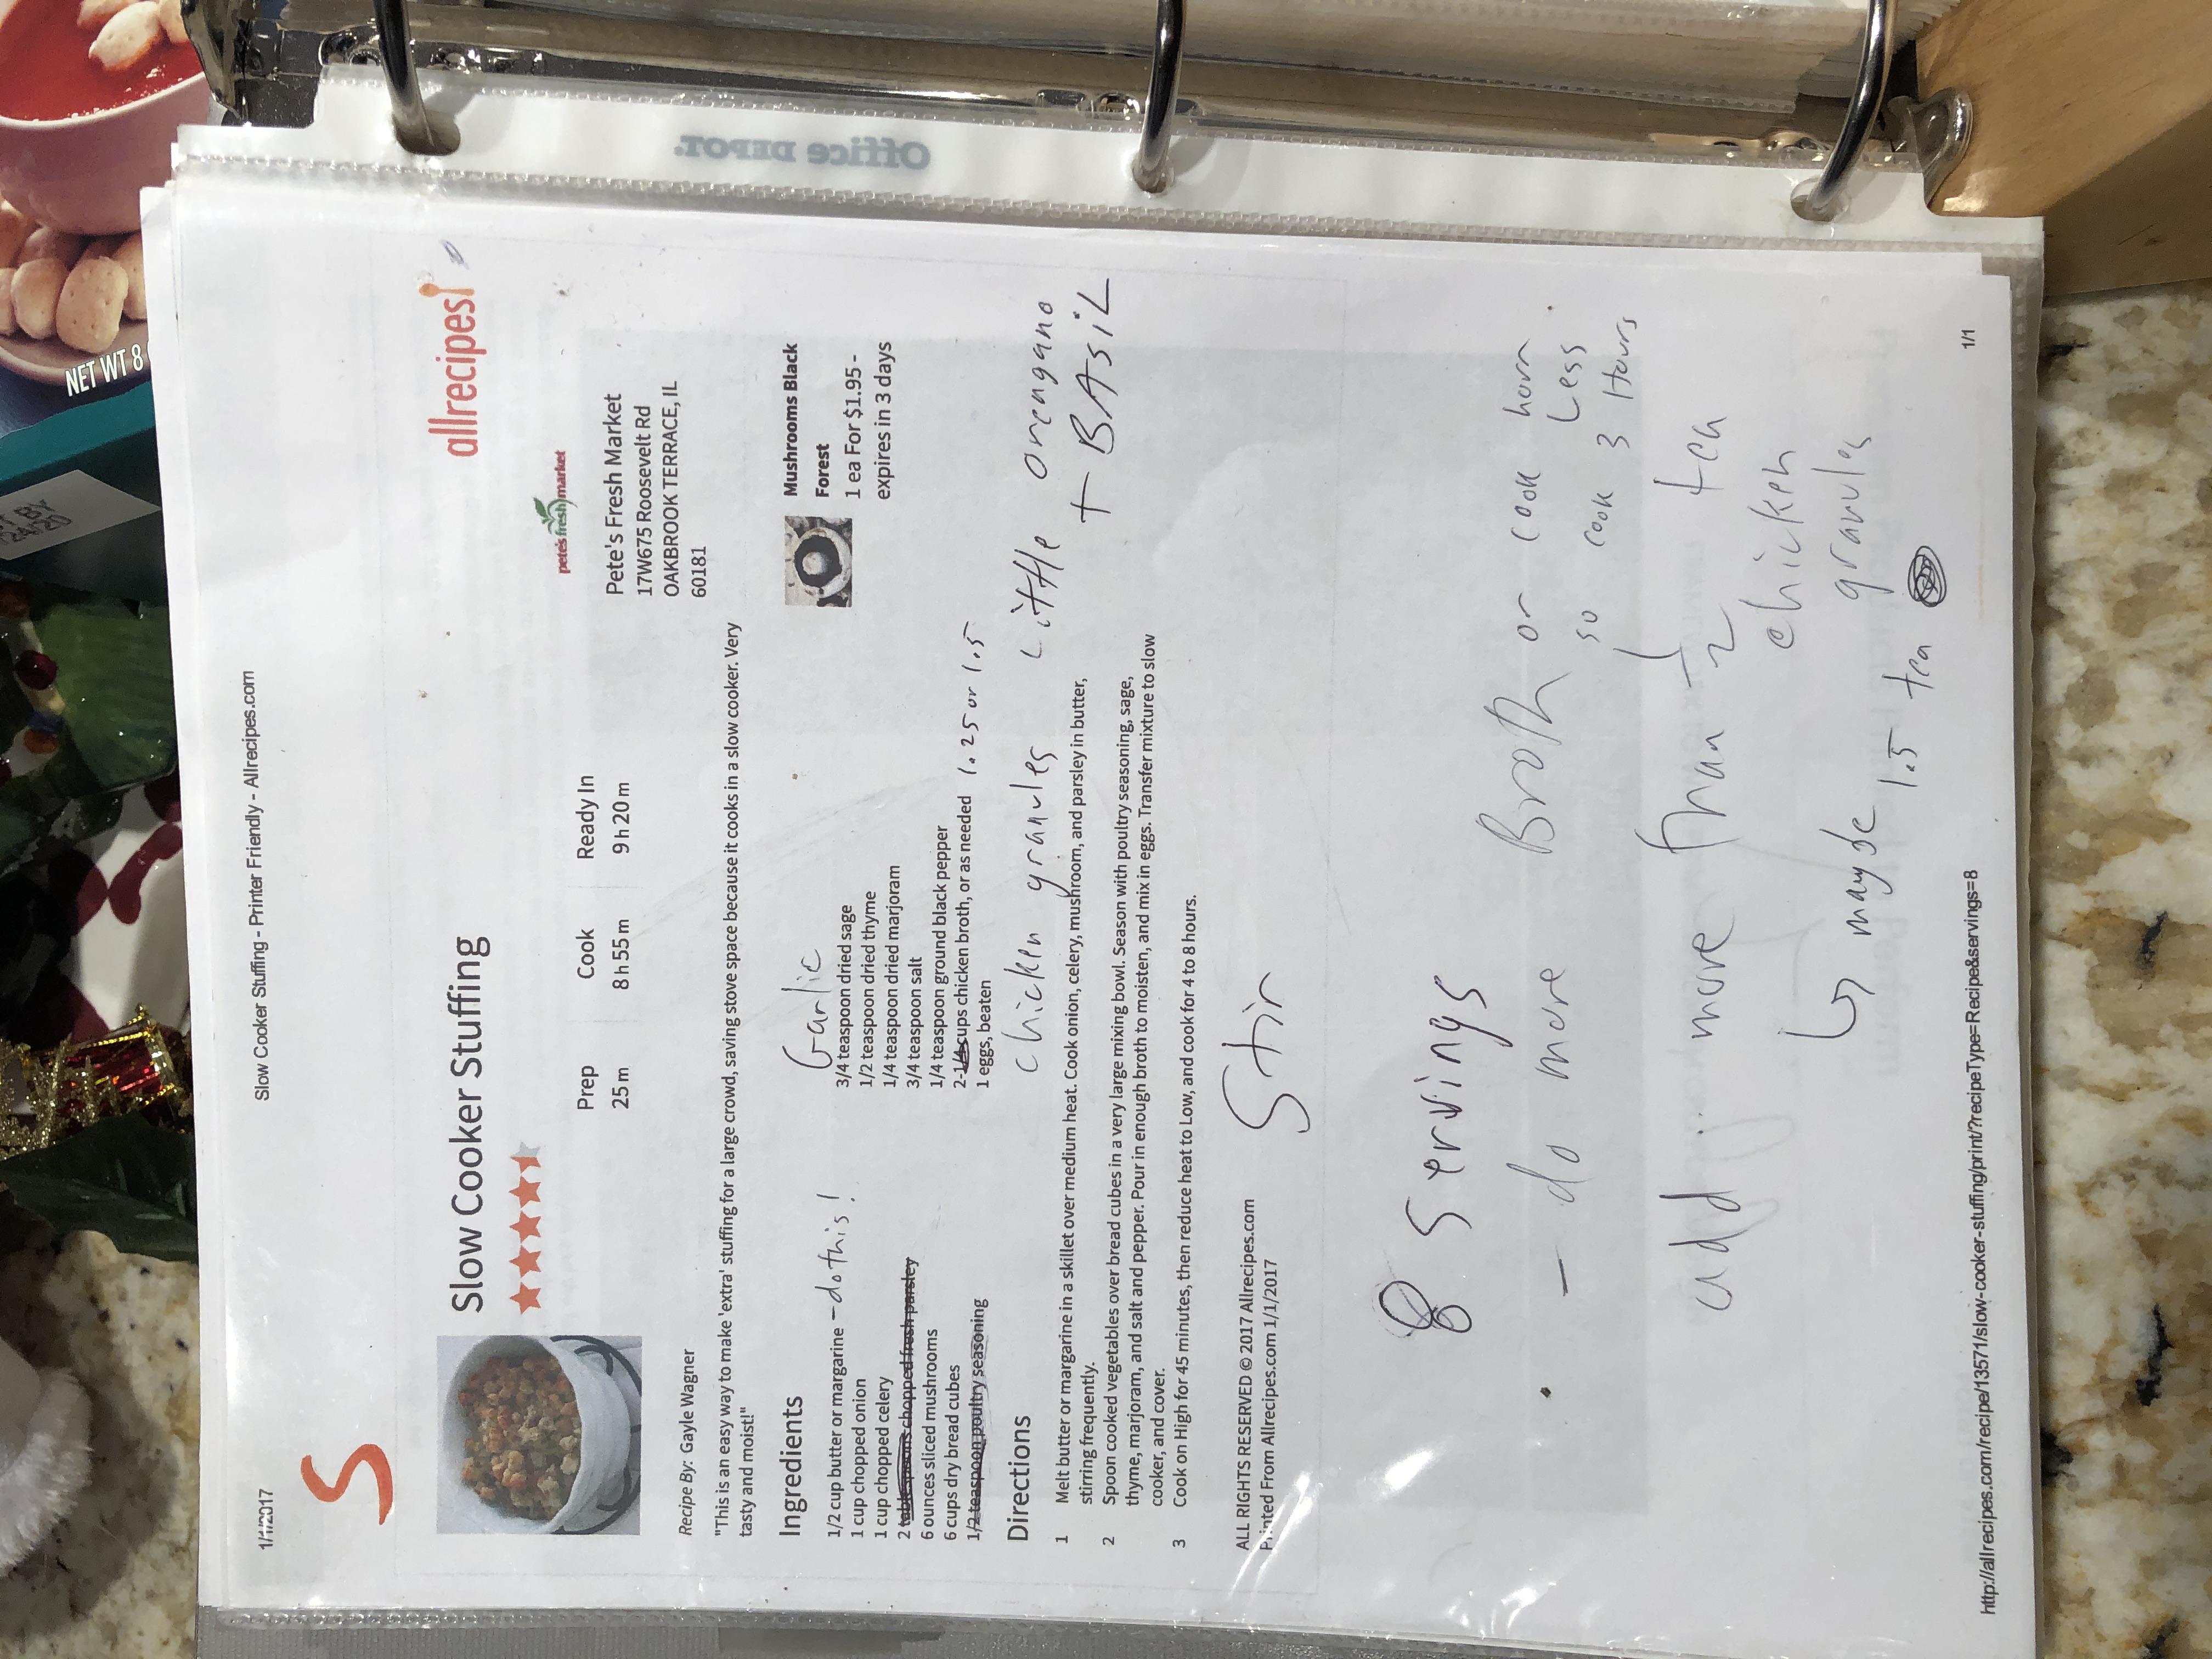 1/1/2017
Slow Cooker Stuffing - Printer Friendly - Allrecipes.com
S
allrecipes
Slow Cooker Stuffing
Prep
Cook
Ready In
25 m
8 h 55 m
9 h 20 m
pete's fresh market
Pete's Fresh Market
17W675 Roosevelt Rd
OAKBROOK TERRACE, IL
60181
Recipe By: Gayle Wagner
"This is an easy way to make 'extra' stuffing for a large crowd, saving stove space because it cooks in a slow cooker. Very
tasty and moist!"
Mushrooms Black
Forest
1 ea For $1.95 -
expires in 3 days
Ingredients
1/2 cup butter or margarine - do this!
1 cup chopped onion
1 cup chopped celery
2 tablespoons chopped fresh parsley
6 ounces sliced mushrooms
6 cups dry bread cubes
1/2 teaspoon poultry seasoning
Garlic
3/4 teaspoon dried sage
1/2 teaspoon dried thyme
1/4 teaspoon dried marjoram
3/4 teaspoon salt
1/4 teaspoon ground black pepper
2-1/4 cups chicken broth, or as needed 1.25 or 1.5
1 eggs, beaten
chicken granules
Little orengano
+ BASiL
Directions
1 Melt butter or margarine in a skillet over medium heat. Cook onion, celery, mushroom, and parsley in butter,
stirring frequently.
2 Spoon cooked vegetables over bread cubes in a very large mixing bowl. Season with poultry seasoning, sage,
thyme, marjoram, and salt and pepper. Pour in enough broth to moisten, and mix in eggs. Transfer mixture to slow
cooker, and cover.
3 Cook on High for 45 minutes, then reduce heat to Low, and cook for 4 to 8 hours.
Stir
ALL RIGHTS RESERVED © 2017 Allrecipes.com
Printed From Allrecipes.com 1/1/2017
8 servings
- do more Broth or cook hour
Less
so cook 3 Hours
add more than 1/2 tea
chicken
granules
maybe 1.5 tea
http://allrecipes.com/recipe/13571/slow-cooker-stuffing/print/?recipeType=Recipe&servings=8
1/1
Office DEPOT.
NET WT 8